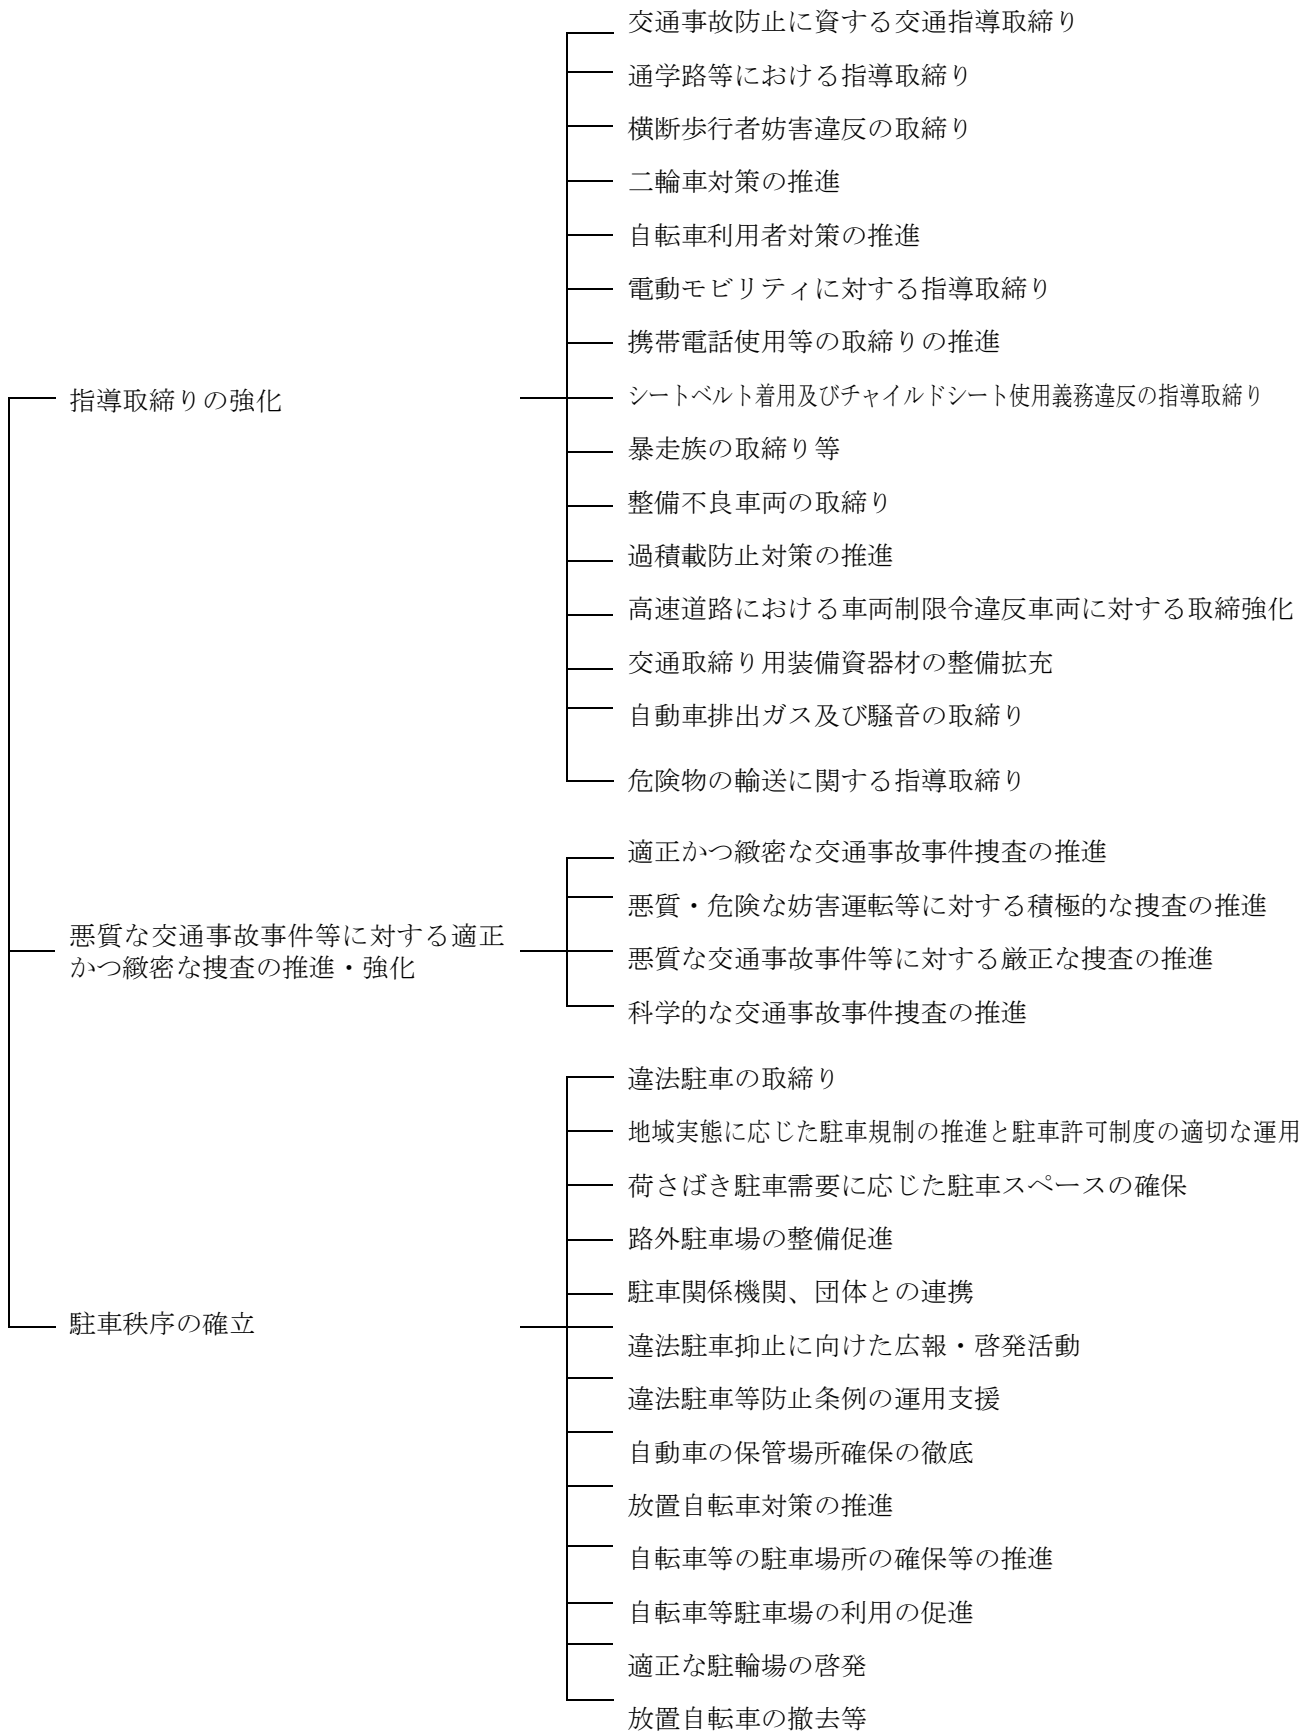 指導取締りの強化
交通事故防止に資する交通指導取締り
通学路等における指導取締り
横断歩行者妨害違反の取締り
二輪車対策の推進
自転車利用者対策の推進
電動モビリティに対する指導取締り
携帯電話使用等の取締りの推進
シートベルト着用及びチャイルドシート使用義務違反の指導取締り
暴走族の取締り等
整備不良車両の取締り
過積載防止対策の推進
高速道路における車両制限令違反車両に対する取締強化
交通取締り用装備資器材の整備拡充
自動車排出ガス及び騒音の取締り
危険物の輸送に関する指導取締り
悪質な交通事故事件等に対する適正
かつ緻密な捜査の推進・強化
適正かつ緻密な交通事故事件捜査の推進
悪質・危険な妨害運転等に対する積極的な捜査の推進
悪質な交通事故事件等に対する厳正な捜査の推進
科学的な交通事故事件捜査の推進
駐車秩序の確立
違法駐車の取締り
地域実態に応じた駐車規制の推進と駐車許可制度の適切な運用
荷さばき駐車需要に応じた駐車スペースの確保
路外駐車場の整備促進
駐車関係機関、団体との連携
違法駐車抑止に向けた広報・啓発活動
違法駐車等防止条例の運用支援
自動車の保管場所確保の徹底
放置自転車対策の推進
自転車等の駐車場所の確保等の推進
自転車等駐車場の利用の促進
適正な駐輪場の啓発
放置自転車の撤去等